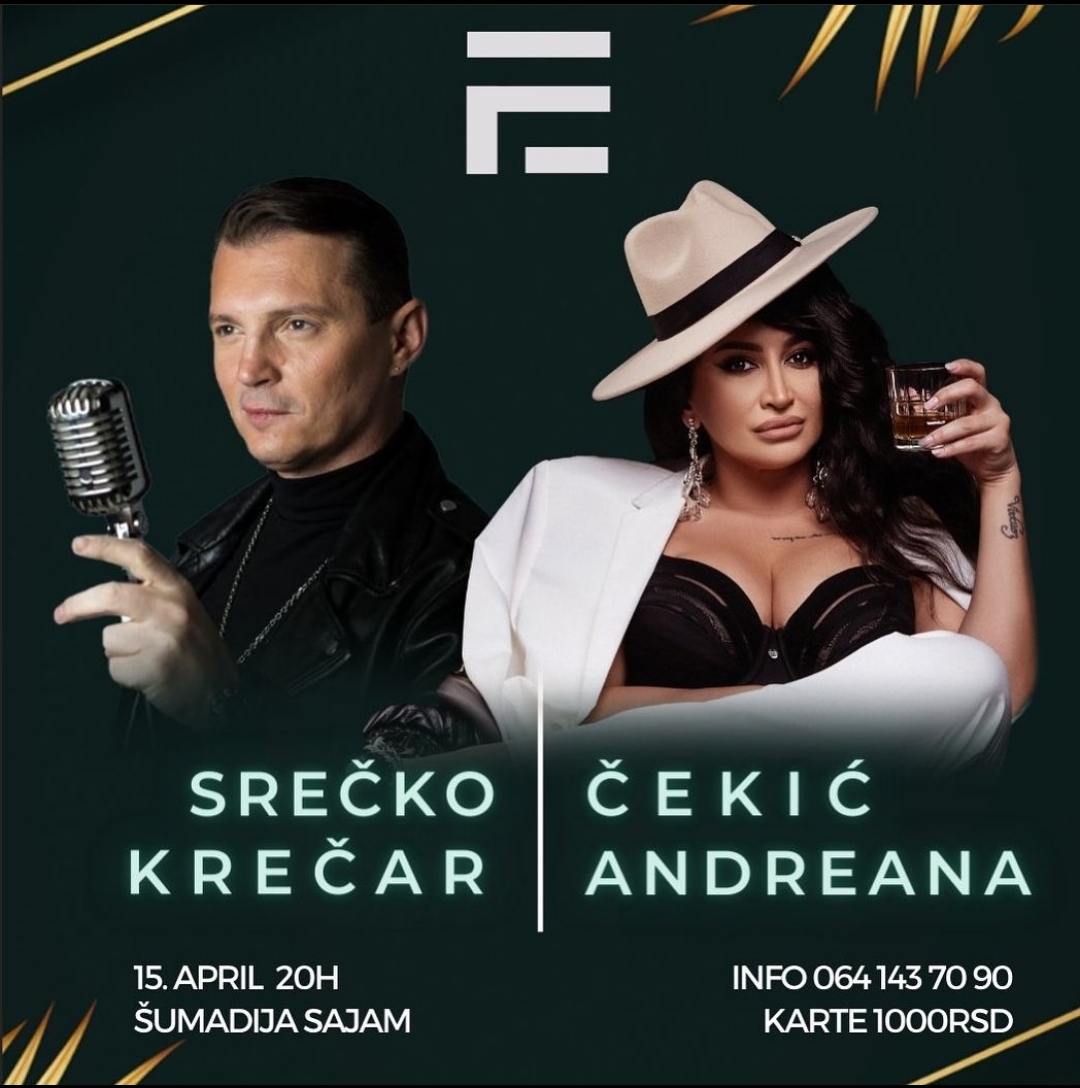 SREČKO
KREČAR
ČEKIĆ
ANDREANA
15. APRIL 20H
ŠUMADIJA SAJAM
INFO 064 143 70 90
KARTE 1000RSD